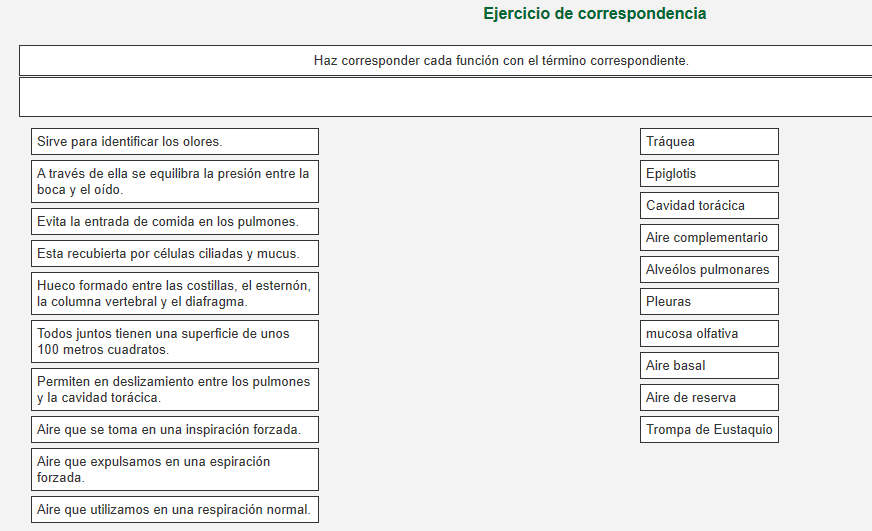 Ejercicio de correspondencia
Haz corresponder cada función con el término correspondiente.
Sirve para identificar los olores.
A través de ella se equilibra la presión entre la
boca y el oído.
Evita la entrada de comida en los pulmones.
Esta recubierta por células ciliadas y mucus.
Hueco formado entre las costillas, el esternón,
la columna vertebral y el diafragma.
Todos juntos tienen una superficie de unos
100 metros cuadratos.
Permiten en deslizamiento entre los pulmones
y la cavidad torácica.
Aire que se toma en una inspiración forzada.
Aire que expulsamos en una espiración
forzada.
Aire que utilizamos en una respiración normal.
Tráquea
Epiglotis
Cavidad torácica
Aire complementario
Alveólos pulmonares
Pleuras
mucosa olfativa
Aire basal
Aire de reserva
Trompa de Eustaquio